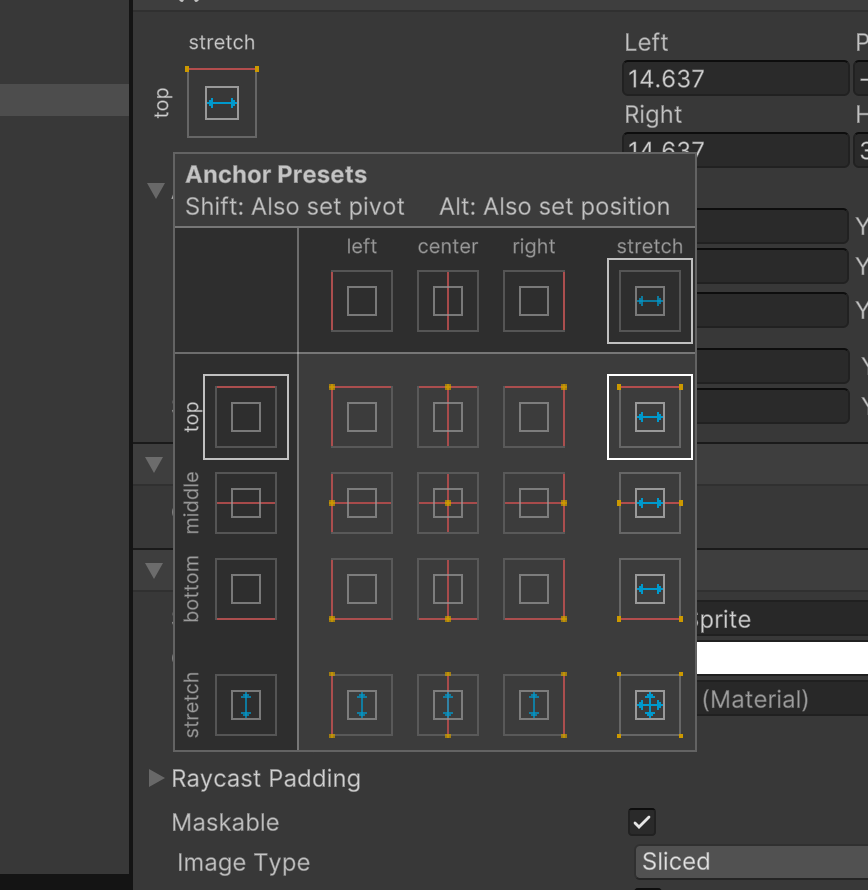 stretch
top
Left
14.637
Right
14.637
Anchor Presets
Shift: Also set pivot Alt: Also set position
left center right stretch
top
middle
bottom
stretch
Sprite
(Material)
Raycast Padding
Maskable
Image Type Sliced